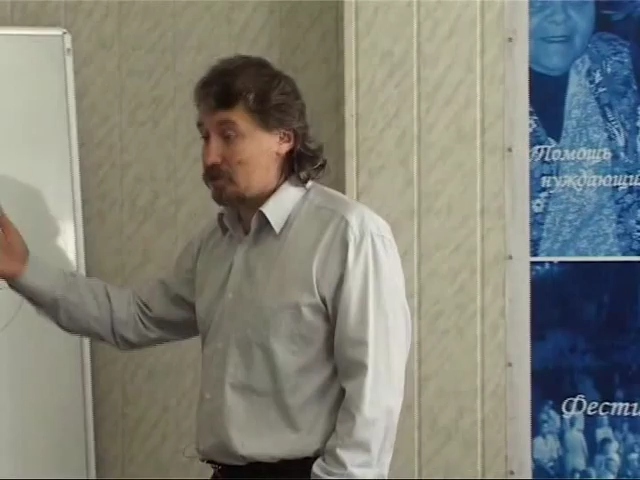 Помощь
нуждающи
Фести